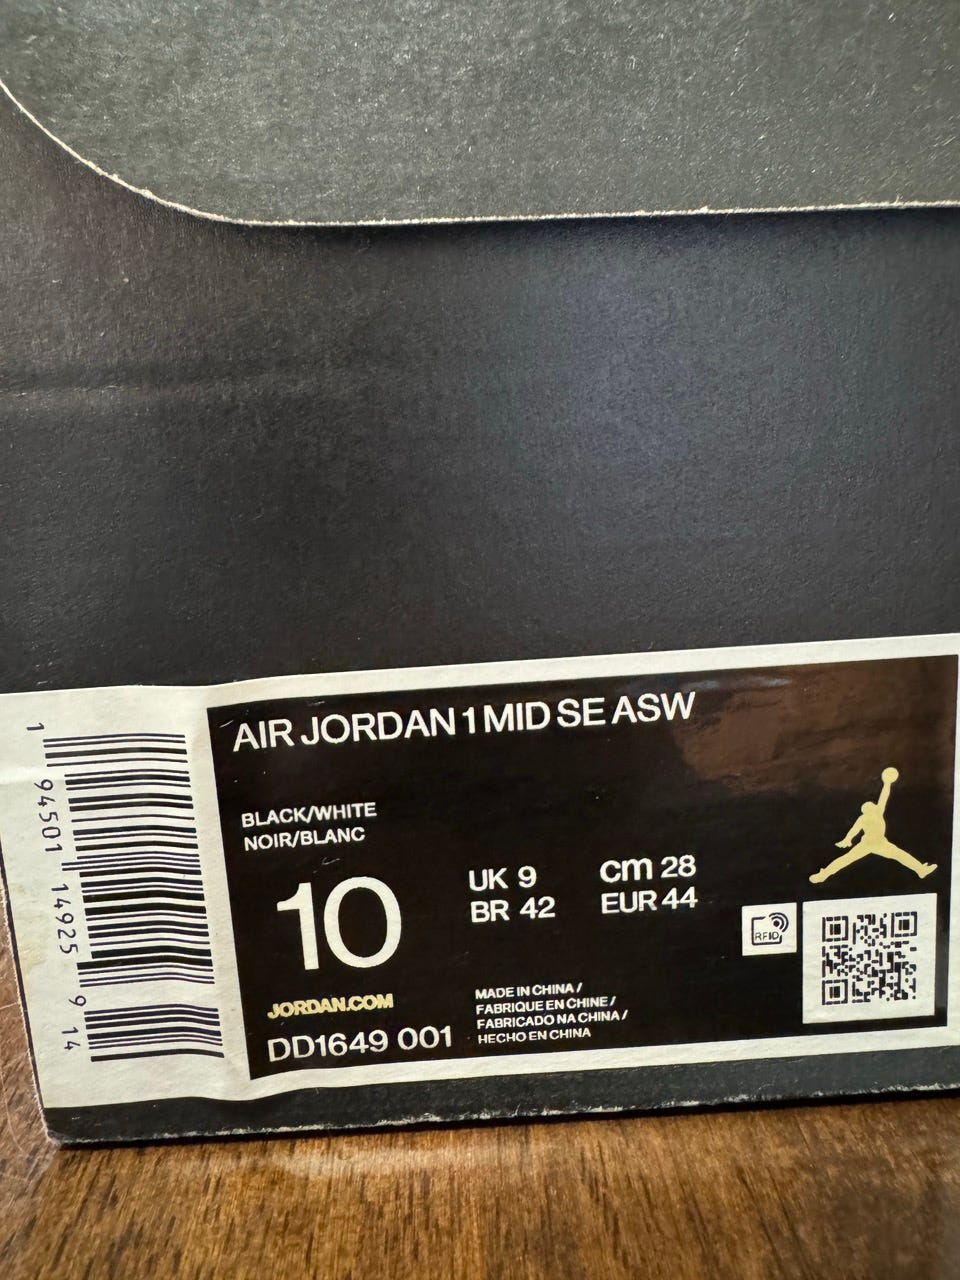 AIR JORDAN 1 MID SE ASW
BLACK/WHITE
NOIR/BLANC
10
UK 9
BR 42
cm 28
EUR 44
RFID
JORDAN.COM
DD1649 001
MADE IN CHINA /
FABRIQUE EN CHINE /
FABRICADO NA CHINA /
HECHO EN CHINA
1 94501 14925 9 14